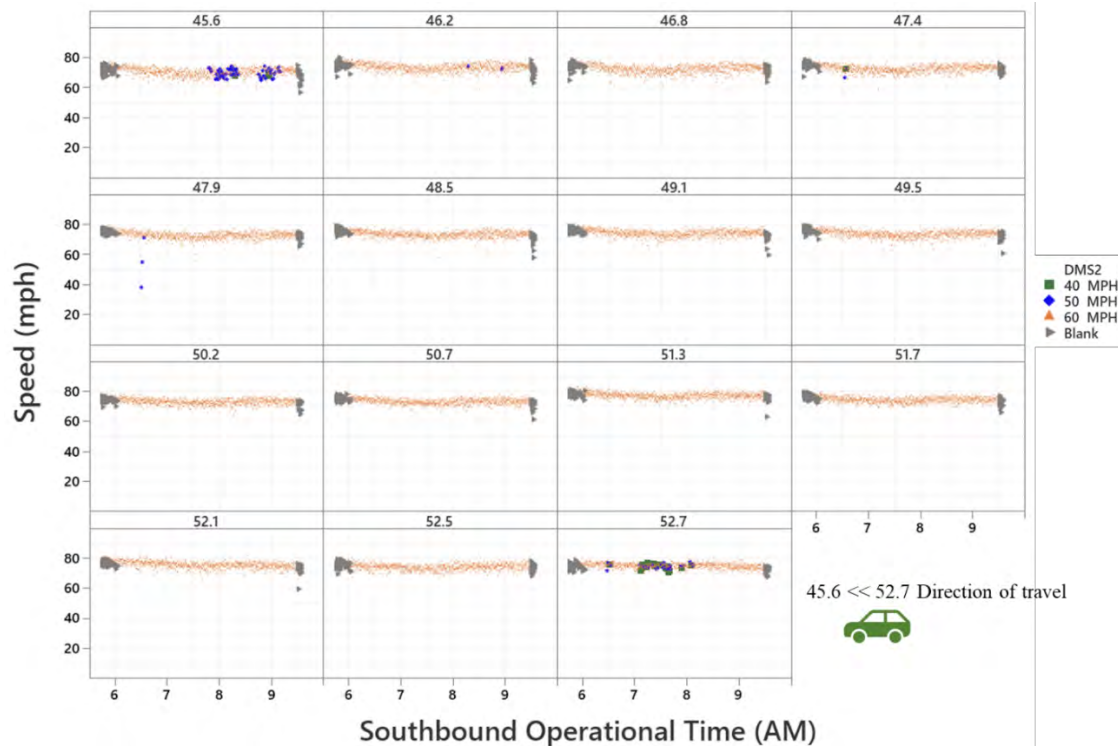 45.6 46.2 46.8 47.4
80
60
40
20
47.9 48.5 49.1 49.5
80
60
40
20
50.2 50.7 51.3 51.7
80
60
40
20
52.1 52.5 52.7
80
60
40
20
Speed (mph)
DMS2
40 MPH
50 MPH
60 MPH
Blank
6 7 8 9
45.6 << 52.7 Direction of travel
6 7 8 9 6 7 8 9 6 7 8 9
Southbound Operational Time (AM)